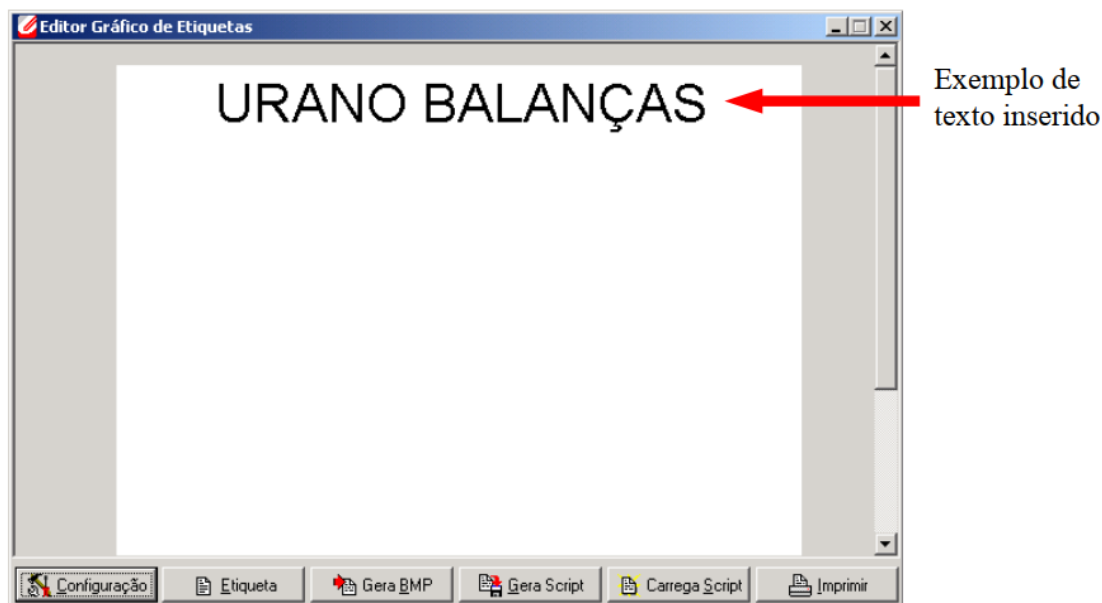 Editor Gráfico de Etiquetas
URANO BALANÇAS
Exemplo de
texto inserido
Configuração
Etiqueta
Gera BMP
Gera Script
Carrega Script
Imprimir